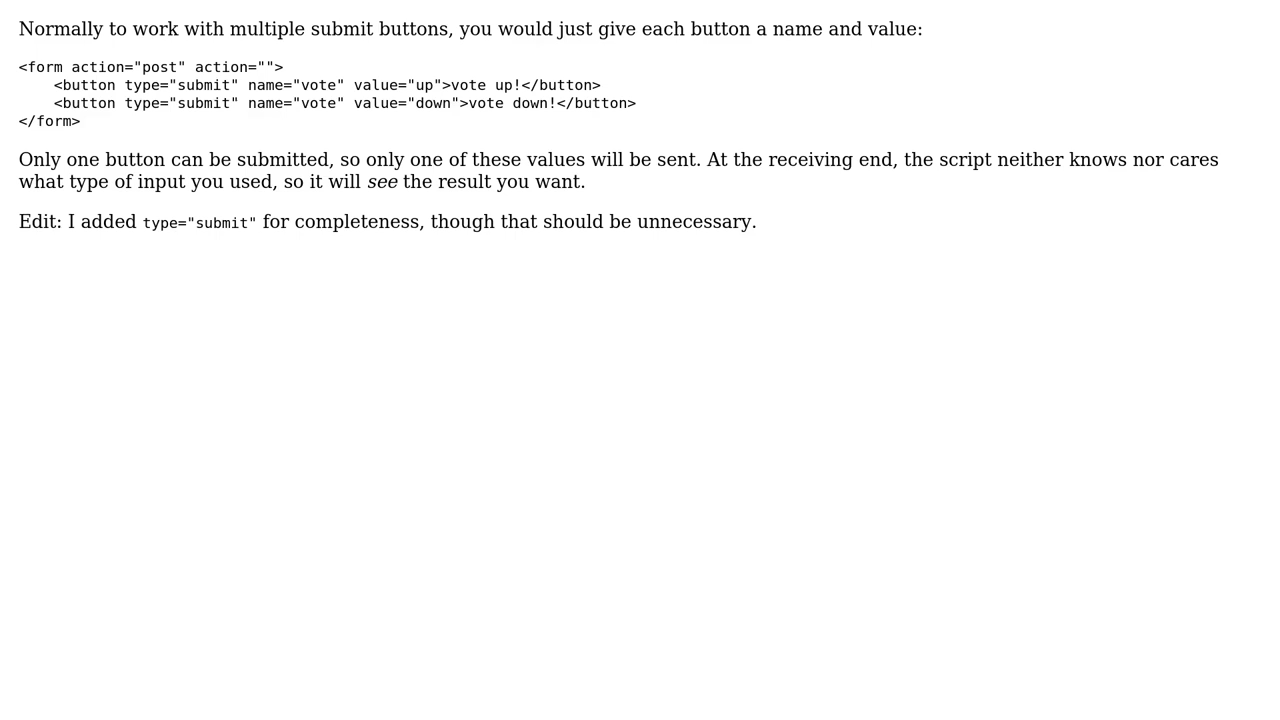 Normally to work with multiple submit buttons, you would just give each button a name and value:
<form action="post" action="">
    <button type="submit" name="vote" value="up">vote up!</button>
    <button type="submit" name="vote" value="down">vote down!</button>
</form>
Only one button can be submitted, so only one of these values will be sent. At the receiving end, the script neither knows nor cares
what type of input you used, so it will see the result you want.
Edit: I added type="submit" for completeness, though that should be unnecessary.